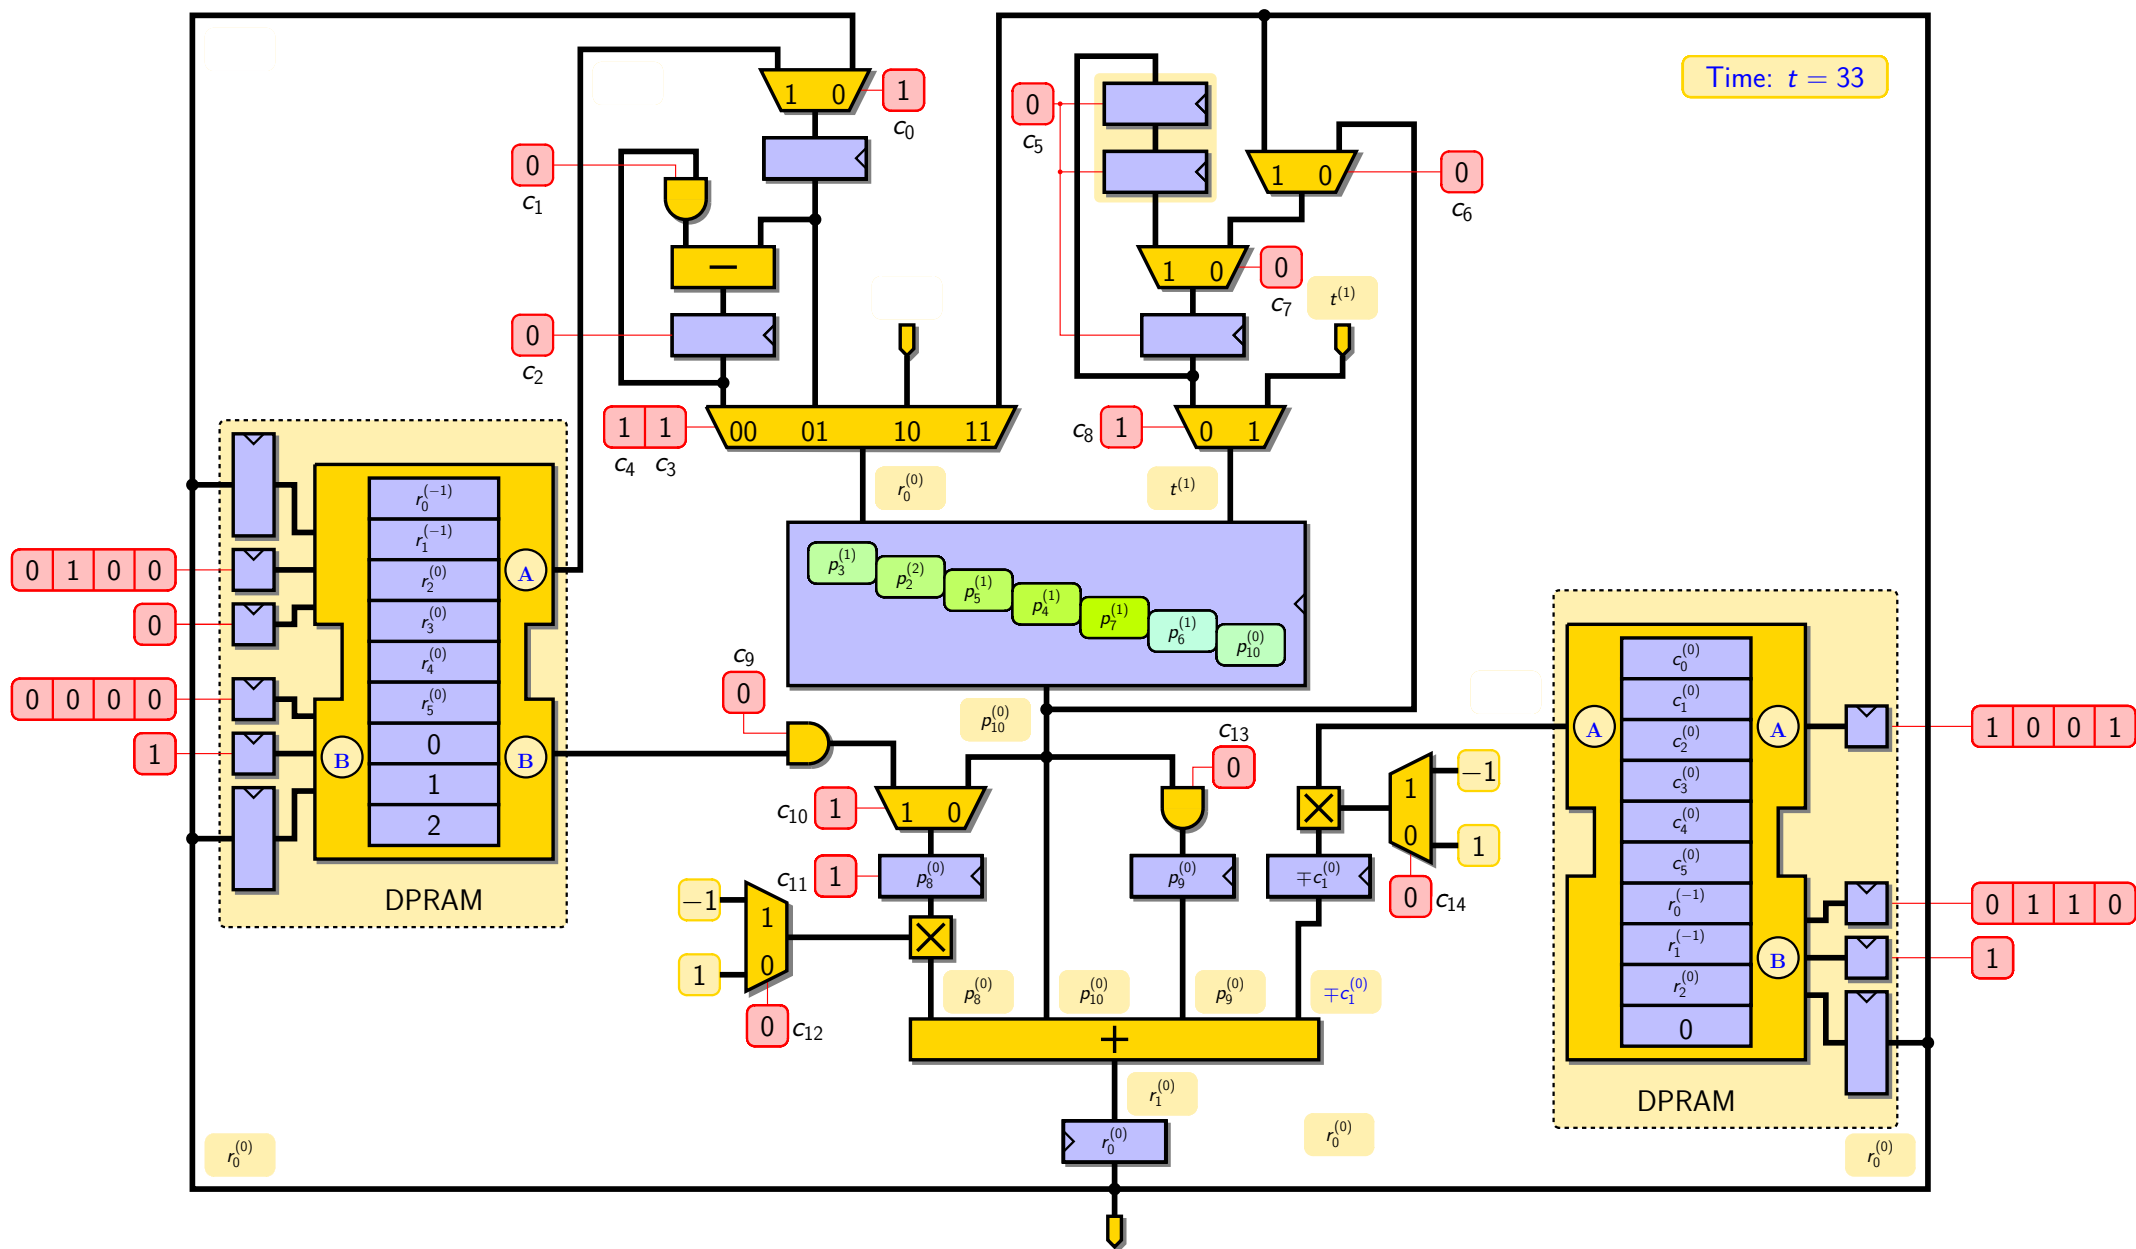 Time: t = 33
1 0
1
c₀
0
c₅
0
c₁
1 0
0
c₆
−
1 0
0
c₇
t⁽¹⁾
0
c₂
1 1
c₄ c₃
00 01 10 11
c₈
1
0 1
r₀⁽⁰⁾
t⁽¹⁾
r₀⁽⁻¹⁾
r₁⁽⁻¹⁾
r₂⁽⁰⁾
r₃⁽⁰⁾
r₄⁽⁰⁾
r₅⁽⁰⁾
0
1
2
A
B
B
DPRAM
0 1 0 0
0
0 0 0 0
1
p₃⁽¹⁾
p₂⁽²⁾
p₅⁽¹⁾
p₄⁽¹⁾
p₇⁽¹⁾
p₆⁽¹⁾
p₁₀⁽⁰⁾
c₉
0
p₁₀⁽⁰⁾
c₁₃
0
c₁₀
1
1 0
×
1
0
−1
1
c₁₁
1
p₈⁽⁰⁾
p₉⁽⁰⁾
∓c₁⁽⁰⁾
0
c₁₄
−1
1
1
0
×
0
c₁₂
p₈⁽⁰⁾
p₁₀⁽⁰⁾
p₉⁽⁰⁾
∓c₁⁽⁰⁾
+
r₁⁽⁰⁾
r₀⁽⁰⁾
r₀⁽⁰⁾
r₀⁽⁰⁾
r₀⁽⁰⁾
c₀⁽⁰⁾
c₁⁽⁰⁾
c₂⁽⁰⁾
c₃⁽⁰⁾
c₄⁽⁰⁾
c₅⁽⁰⁾
r₀⁽⁻¹⁾
r₁⁽⁻¹⁾
r₂⁽⁰⁾
0
A
A
B
DPRAM
1 0 0 1
0 1 1 0
1